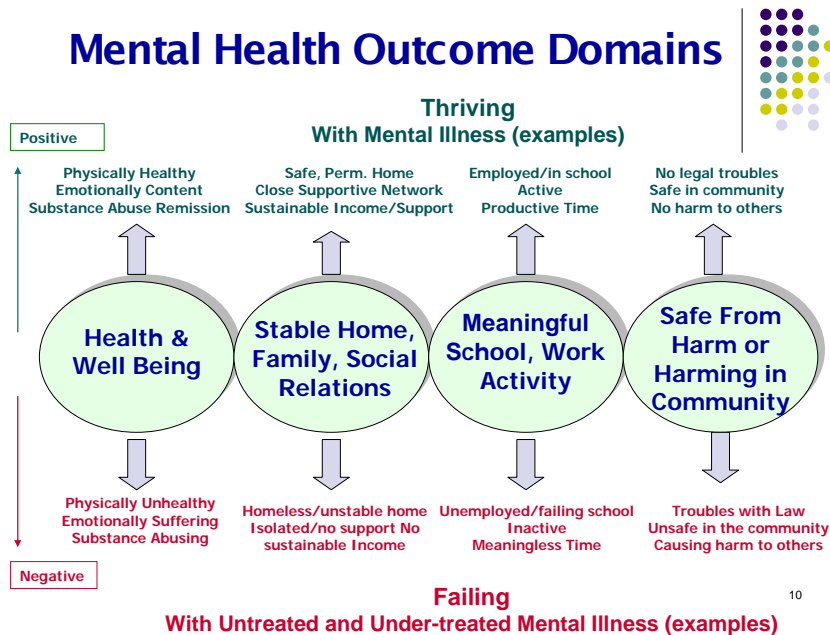 Mental Health Outcome Domains
Thriving
With Mental Illness (examples)
Positive
Physically Healthy
Emotionally Content
Substance Abuse Remission
Safe, Perm. Home
Close Supportive Network
Sustainable Income/Support
Employed/in school
Active
Productive Time
No legal troubles
Safe in community
No harm to others
Health &
Well Being
Stable Home,
Family, Social
Relations
Meaningful
School, Work
Activity
Safe From
Harm or
Harming in
Community
Physically Unhealthy
Emotionally Suffering
Substance Abusing
Homeless/unstable home
Isolated/no support No
sustainable Income
Unemployed/failing school
Inactive
Meaningless Time
Troubles with Law
Unsafe in the community
Causing harm to others
Negative
Failing
With Untreated and Under-treated Mental Illness (examples)
10